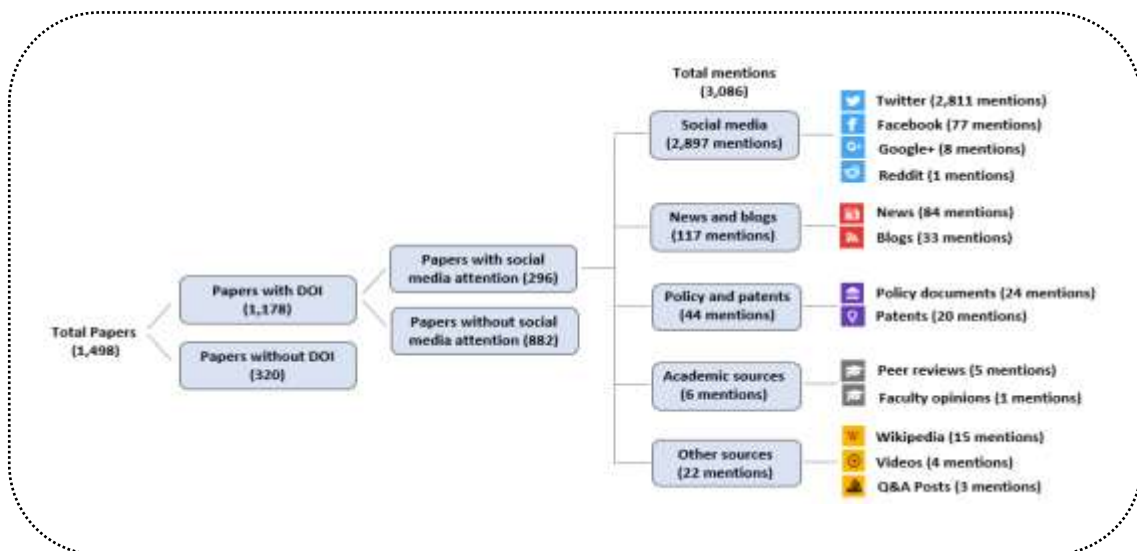 Total Papers
(1,498)
Papers with DOI
(1,178)
Papers without DOI
(320)
Papers with social
media attention (296)
Papers without social
media attention (882)
Total mentions
(3,086)
Social media
(2,897 mentions)
Twitter (2,811 mentions)
Facebook (77 mentions)
Google+ (8 mentions)
Reddit (1 mentions)
News and blogs
(117 mentions)
News (84 mentions)
Blogs (33 mentions)
Policy and patents
(44 mentions)
Policy documents (24 mentions)
Patents (20 mentions)
Academic sources
(6 mentions)
Peer reviews (5 mentions)
Faculty opinions (1 mentions)
Other sources
(22 mentions)
Wikipedia (15 mentions)
Videos (4 mentions)
Q&A Posts (3 mentions)